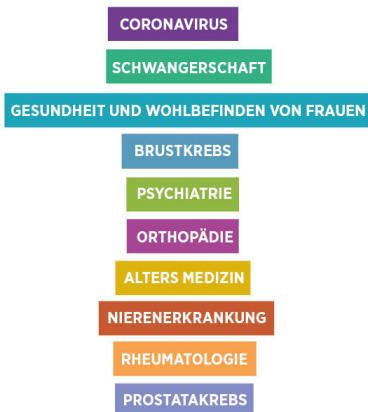 CORONAVIRUS
SCHWANGERSCHAFT
GESUNDHEIT UND WOHLBEFINDEN VON FRAUEN
BRUSTKREBS
PSYCHIATRIE
ORTHOPÄDIE
ALTERS MEDIZIN
NIERENERKRANKUNG
RHEUMATOLOGIE
PROSTATAKREBS